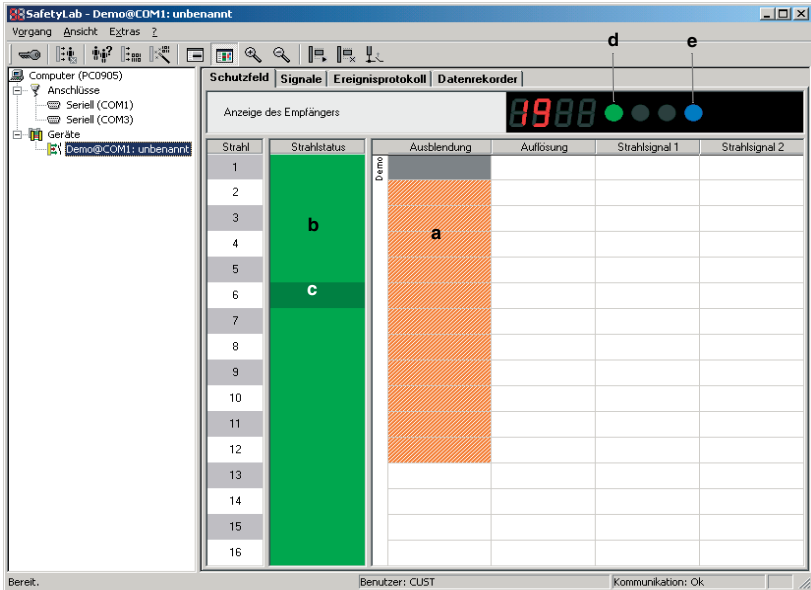 SafetyLab - Demo@COM1: unbenannt
Vorgang Ansicht Extras ?
d e
Computer (PC0905)
Anschlüsse
Seriell (COM1)
Seriell (COM3)
Geräte
Demo@COM1: unbenannt
Schutzfeld Signale Ereignisprotokoll Datenrekorder
Anzeige des Empfängers
19
Strahl Strahlstatus Ausblendung Auflösung Strahlsignal 1 Strahlsignal 2
Demo
1
2
3
b a
4
5
6 c
7
8
9
10
11
12
13
14
15
16
Bereit. Benutzer: CUST Kommunikation: Ok